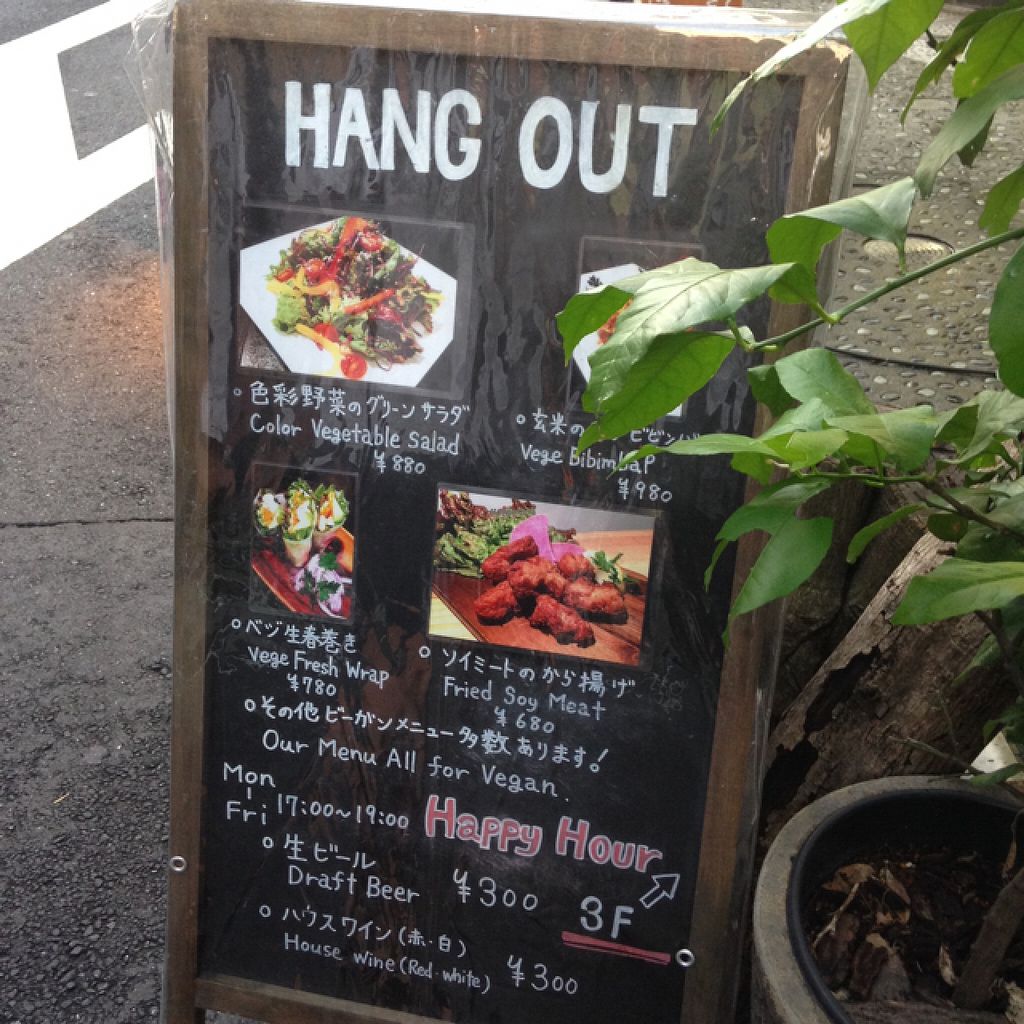 HANG OUT
○色彩野菜のグリーンサラダ
Color Vegetable Salad
¥880
○玄米の ビビンバ
Vege Bibimbap
¥980
○ベジ生春巻き
Vege Fresh Wrap
¥780
○ソイミートのから揚げ
Fried Soy Meat
¥680
○その他ビーガンメニュー多数あります!
Our Menu All for Vegan.
Mon
|
Fri
17:00~19:00
Happy Hour
○生ビール
Draft Beer ¥300
3F
○ハウスワイン(赤・白)
House wine (Red・white) ¥300